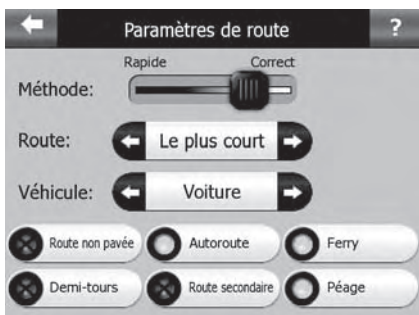 Paramètres de route
?
Rapide Correct
Méthode:
Route: Le plus court
Véhicule: Voiture
Route non pavée Autoroute Ferry
Demi-tours Route secondaire Péage